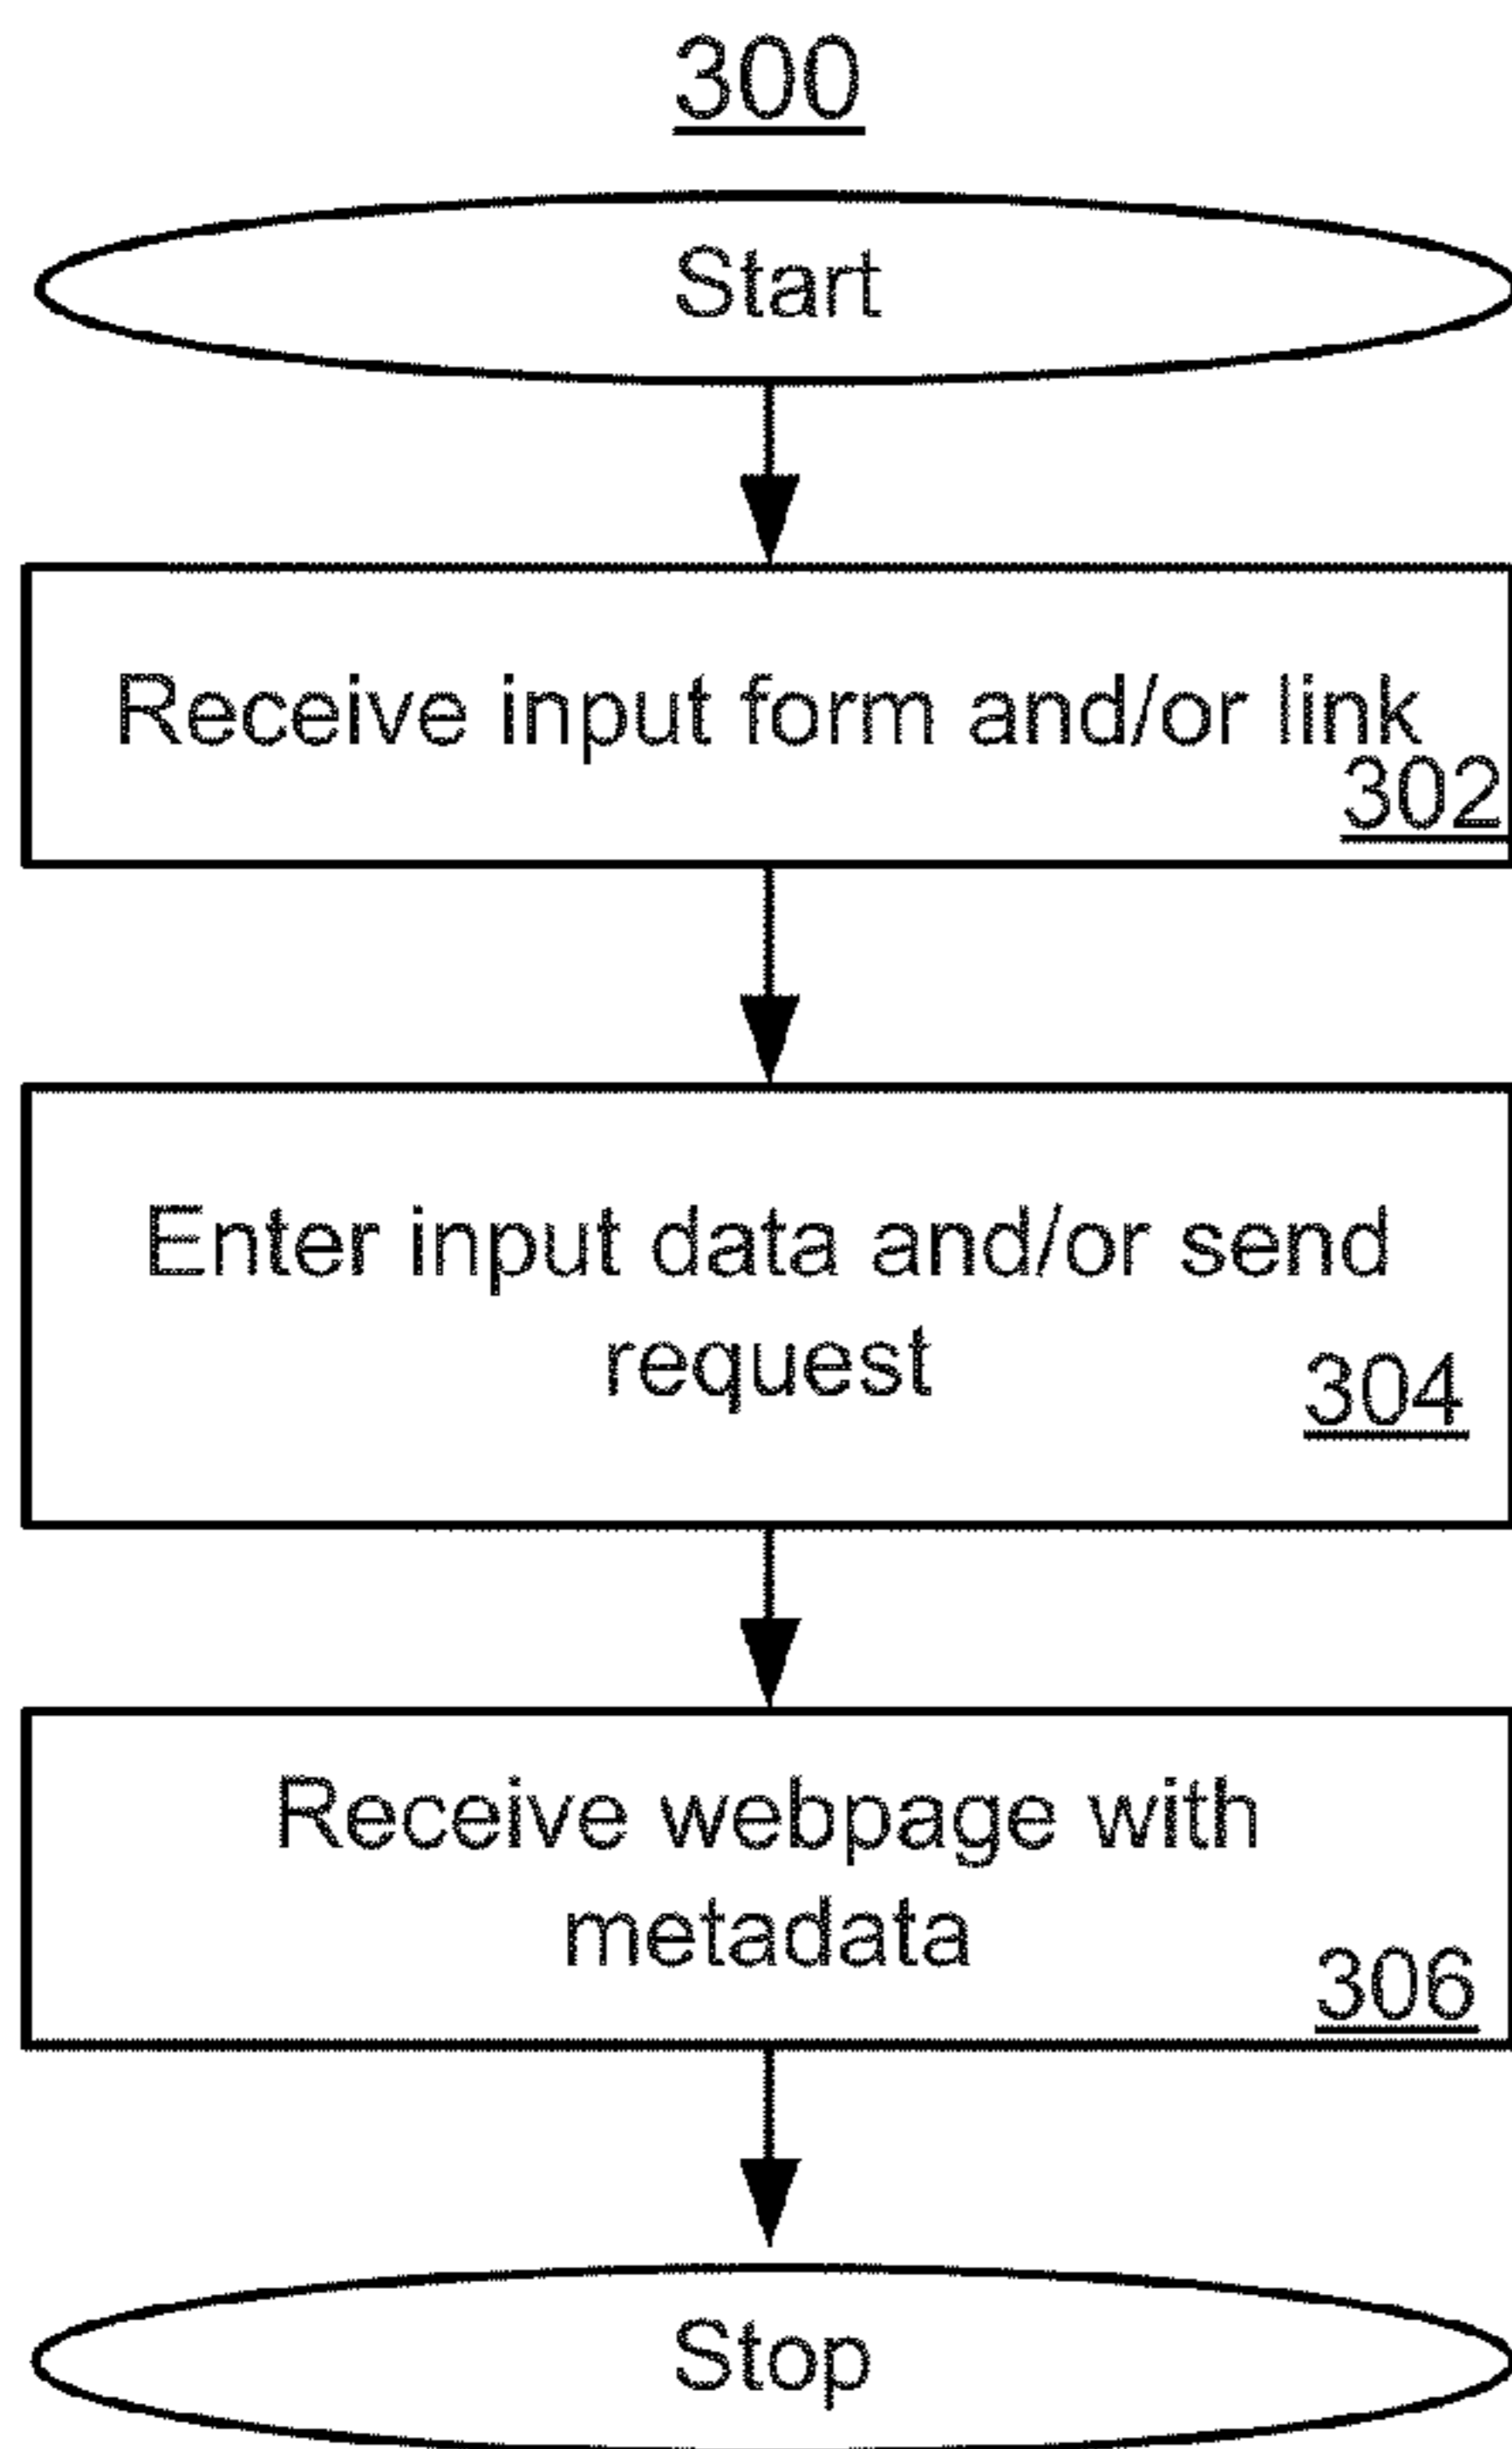 300
Start
Receive input form and/or link
302
Enter input data and/or send
request
304
Receive webpage with
metadata
306
Stop